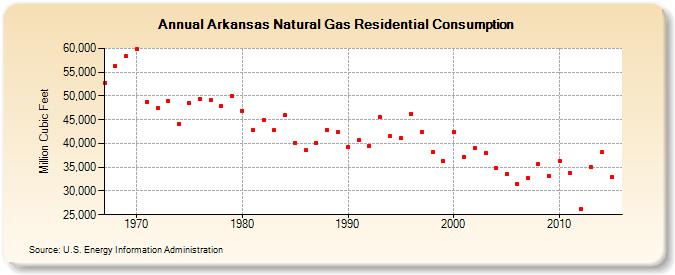 Annual Arkansas Natural Gas Residential Consumption
Million Cubic Feet
60,000
55,000
50,000
45,000
40,000
35,000
30,000
25,000
1970 1980 1990 2000 2010
Source: U.S. Energy Information Administration